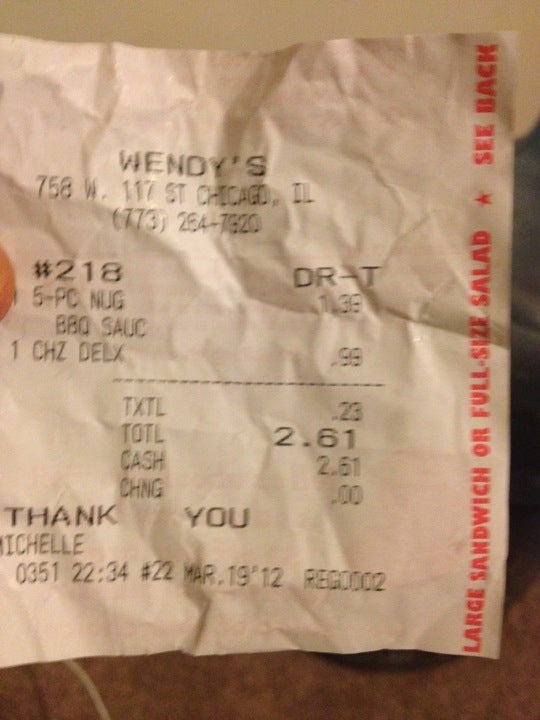 WENDY'S
758 W. 117 ST CHICAGO, IL
(773) 264-7920
#218 DR-T
5-PC NUG 1.39
BBQ SAUC
1 CHZ DELX .99
TXTL .23
TOTL 2.61
CASH 2.61
CHNG .00
THANK YOU
MICHELLE
0351 22:34 #22 MAR.19'12 REG0002
LARGE SANDWICH OR FULL-SIZE SALAD ★ SEE BACK